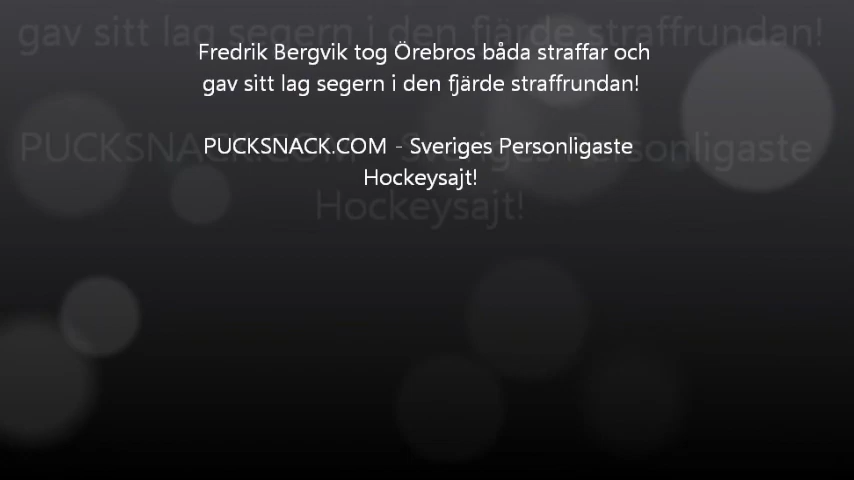 Fredrik Bergvik tog Örebros båda straffar och
gav sitt lag segern i den fjärde straffrundan!
PUCKSNACK.COM - Sveriges Personligaste
Hockeysajt!